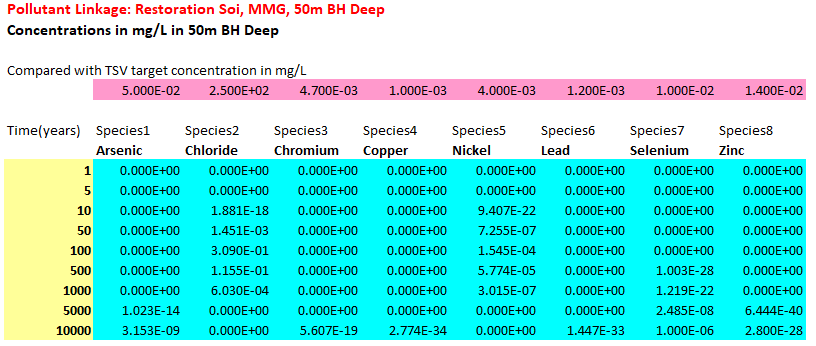 Pollutant Linkage: Restoration Soi, MMG, 50m BH Deep
Concentrations in mg/L in 50m BH Deep
Compared with TSV target concentration in mg/L
5.000E-02 2.500E+02 4.700E-03 1.000E-03 4.000E-03 1.200E-03 1.000E-02 1.400E-02
Time(years) Species1 Species2 Species3 Species4 Species5 Species6 Species7 Species8
Arsenic Chloride Chromium Copper Nickel Lead Selenium Zinc
1 0.000E+00 0.000E+00 0.000E+00 0.000E+00 0.000E+00 0.000E+00 0.000E+00 0.000E+00
5 0.000E+00 0.000E+00 0.000E+00 0.000E+00 0.000E+00 0.000E+00 0.000E+00 0.000E+00
10 0.000E+00 1.881E-18 0.000E+00 0.000E+00 9.407E-22 0.000E+00 0.000E+00 0.000E+00
50 0.000E+00 1.451E-03 0.000E+00 0.000E+00 7.255E-07 0.000E+00 0.000E+00 0.000E+00
100 0.000E+00 3.090E-01 0.000E+00 0.000E+00 1.545E-04 0.000E+00 0.000E+00 0.000E+00
500 0.000E+00 1.155E-01 0.000E+00 0.000E+00 5.774E-05 0.000E+00 1.003E-28 0.000E+00
1000 0.000E+00 6.030E-04 0.000E+00 0.000E+00 3.015E-07 0.000E+00 1.219E-22 0.000E+00
5000 1.023E-14 0.000E+00 0.000E+00 0.000E+00 0.000E+00 0.000E+00 2.485E-08 6.444E-40
10000 3.153E-09 0.000E+00 5.607E-19 2.774E-34 0.000E+00 1.447E-33 1.000E-06 2.800E-28